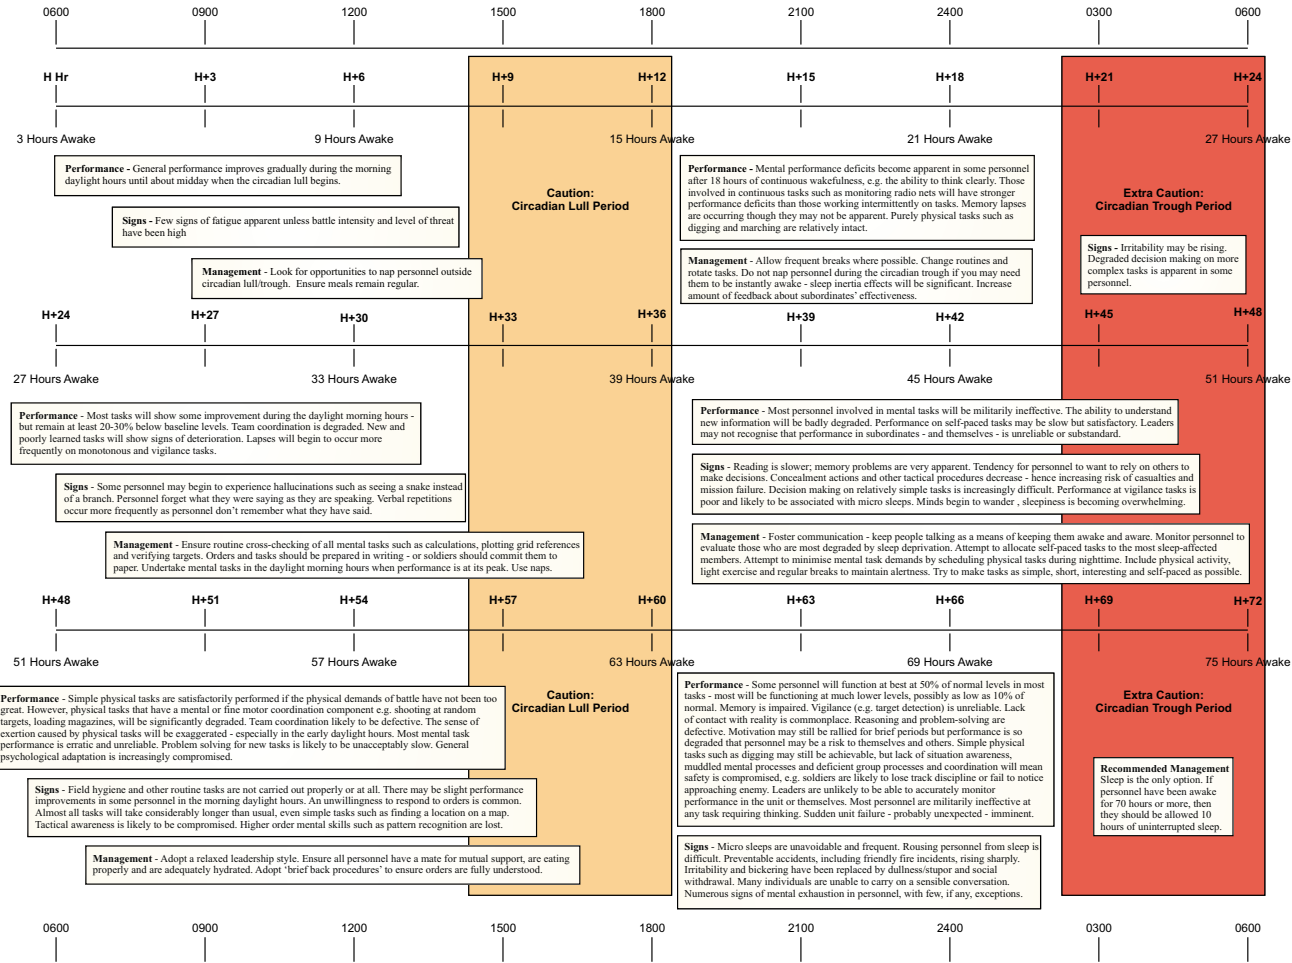 0600 0900 1200 1500 1800 2100 2400 0300 0600
H Hr H+3 H+6 H+9 H+12 H+15 H+18 H+21 H+24
3 Hours Awake 9 Hours Awake 15 Hours Awake 21 Hours Awake 27 Hours Awake
Performance - General performance improves gradually during the morning
daylight hours until about midday when the circadian lull begins.
Signs - Few signs of fatigue apparent unless battle intensity and level of threat
have been high
Management - Look for opportunities to nap personnel outside
circadian lull/trough. Ensure meals remain regular.
Caution:
Circadian Lull Period
Performance - Mental performance deficits become apparent in some personnel
after 18 hours of continuous wakefulness, e.g. the ability to think clearly. Those
involved in continuous tasks such as monitoring radio nets will have stronger
performance deficits than those working intermittently on tasks. Memory lapses
are occurring though they may not be apparent. Purely physical tasks such as
digging and marching are relatively intact.
Management - Allow frequent breaks where possible. Change routines and
rotate tasks. Do not nap personnel during the circadian trough if you may need
them to be instantly awake - sleep inertia effects will be significant. Increase
amount of feedback about subordinates' effectiveness.
Extra Caution:
Circadian Trough Period
Signs - Irritability may be rising.
Degraded decision making on more
complex tasks is apparent in some
personnel.
H+24 H+27 H+30 H+33 H+36 H+39 H+42 H+45 H+48
27 Hours Awake 33 Hours Awake 39 Hours Awake 45 Hours Awake 51 Hours Awake
Performance - Most tasks will show some improvement during the daylight morning hours -
but remain at least 20-30% below baseline levels. Team coordination is degraded. New and
poorly learned tasks will show signs of deterioration. Lapses will begin to occur more
frequently on monotonous and vigilance tasks.
Signs - Some personnel may begin to experience hallucinations such as seeing a snake instead
of a branch. Personnel forget what they were saying as they are speaking. Verbal repetitions
occur more frequently as personnel don't remember what they have said.
Management - Ensure routine cross-checking of all mental tasks such as calculations, plotting grid references
and verifying targets. Orders and tasks should be prepared in writing - or soldiers should commit them to
paper. Undertake mental tasks in the daylight morning hours when performance is at its peak. Use naps.
Performance - Most personnel involved in mental tasks will be militarily ineffective. The ability to understand
new information will be badly degraded. Performance on self-paced tasks may be slow but satisfactory. Leaders
may not recognise that performance in subordinates - and themselves - is unreliable or substandard.
Signs - Reading is slower; memory problems are very apparent. Tendency for personnel to want to rely on others to
make decisions. Concealment actions and other tactical procedures decrease - hence increasing risk of casualties and
mission failure. Decision making on relatively simple tasks is increasingly difficult. Performance at vigilance tasks is
poor and likely to be associated with micro sleeps. Minds begin to wander , sleepiness is becoming overwhelming.
Management - Foster communication - keep people talking as a means of keeping them awake and aware. Monitor personnel to
evaluate those who are most degraded by sleep deprivation. Attempt to allocate self-paced tasks to the most sleep-affected
members. Attempt to minimise mental task demands by scheduling physical tasks during nighttime. Include physical activity,
light exercise and regular breaks to maintain alertness. Try to make tasks as simple, short, interesting and self-paced as possible.
H+48 H+51 H+54 H+57 H+60 H+63 H+66 H+69 H+72
51 Hours Awake 57 Hours Awake 63 Hours Awake 69 Hours Awake 75 Hours Awake
Performance - Simple physical tasks are satisfactorily performed if the physical demands of battle have not been too
great. However, physical tasks that have a mental or fine motor coordination component e.g. shooting at random
targets, loading magazines, will be significantly degraded. Team coordination likely to be defective. The sense of
exertion caused by physical tasks will be exaggerated - especially in the early daylight hours. Most mental task
performance is erratic and unreliable. Problem solving for new tasks is likely to be unacceptably slow. General
psychological adaptation is increasingly compromised.
Signs - Field hygiene and other routine tasks are not carried out properly or at all. There may be slight performance
improvements in some personnel in the morning daylight hours. An unwillingness to respond to orders is common.
Almost all tasks will take considerably longer than usual, even simple tasks such as finding a location on a map.
Tactical awareness is likely to be compromised. Higher order mental skills such as pattern recognition are lost.
Management - Adopt a relaxed leadership style. Ensure all personnel have a mate for mutual support, are eating
properly and are adequately hydrated. Adopt 'brief back procedures' to ensure orders are fully understood.
Caution:
Circadian Lull Period
Performance - Some personnel will function at best at 50% of normal levels in most
tasks - most will be functioning at much lower levels, possibly as low as 10% of
normal. Memory is impaired. Vigilance (e.g. target detection) is unreliable. Lack
of contact with reality is commonplace. Reasoning and problem-solving are
defective. Motivation may still be rallied for brief periods but performance is so
degraded that personnel may be a risk to themselves and others. Simple physical
tasks such as digging may still be achievable, but lack of situation awareness,
muddled mental processes and deficient group processes and coordination will mean
safety is compromised, e.g. soldiers are likely to lose track discipline or fail to notice
approaching enemy. Leaders are unlikely to be able to accurately monitor
performance in the unit or themselves. Most personnel are militarily ineffective at
any task requiring thinking. Sudden unit failure - probably unexpected - imminent.
Signs - Micro sleeps are unavoidable and frequent. Rousing personnel from sleep is
difficult. Preventable accidents, including friendly fire incidents, rising sharply.
Irritability and bickering have been replaced by dullness/stupor and social
withdrawal. Many individuals are unable to carry on a sensible conversation.
Numerous signs of mental exhaustion in personnel, with few, if any, exceptions.
Extra Caution:
Circadian Trough Period
Recommended Management
Sleep is the only option. If
personnel have been awake
for 70 hours or more, then
they should be allowed 10
hours of uninterrupted sleep.
0600 0900 1200 1500 1800 2100 2400 0300 0600